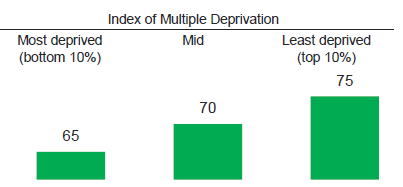 Index of Multiple Deprivation
Most deprived
(bottom 10%)
Mid
Least deprived
(top 10%)
65
70
75